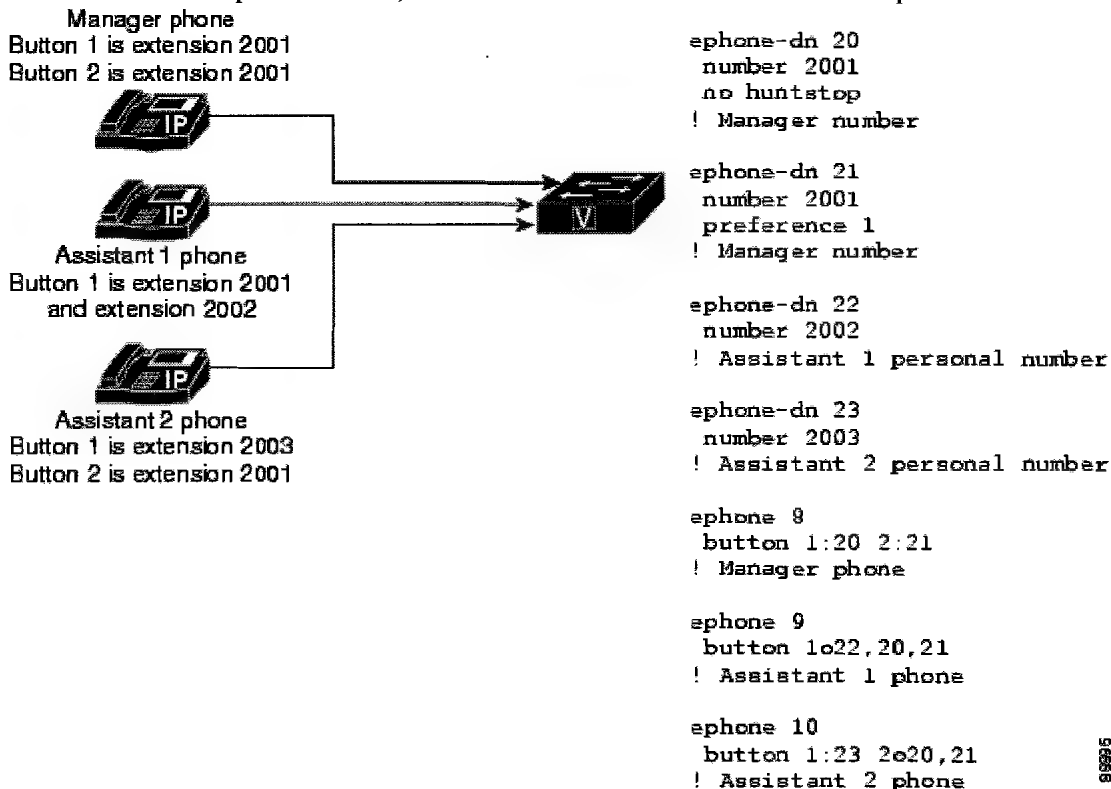 Manager phone
Button 1 is extension 2001
Button 2 is extension 2001
IP
IP
V
Assistant 1 phone
Button 1 is extension 2001
and extension 2002
IP
Assistant 2 phone
Button 1 is extension 2003
Button 2 is extension 2001
ephone-dn 20
number 2001
no huntstop
! Manager number
ephone-dn 21
number 2001
preference 1
! Manager number
ephone-dn 22
number 2002
! Assistant 1 personal number
ephone-dn 23
number 2003
! Assistant 2 personal number
ephone 8
button 1:20 2:21
! Manager phone
ephone 9
button 1o22,20,21
! Assistant 1 phone
ephone 10
button 1:23 2o20,21
! Assistant 2 phone